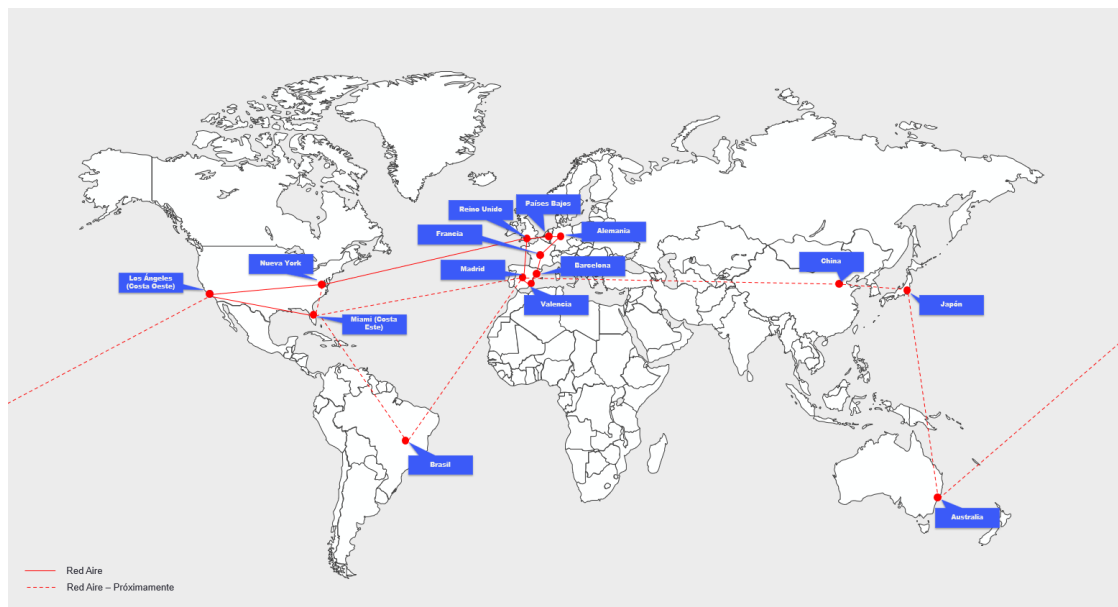 Países Bajos
Reino Unido
Francia
Alemania
Nueva York
Madrid
Barcelona
China
Los Ángeles
(Costa Oeste)
Valencia
Japón
Miami (Costa
Este)
Brasil
Australia
Red Aire
Red Aire – Próximamente